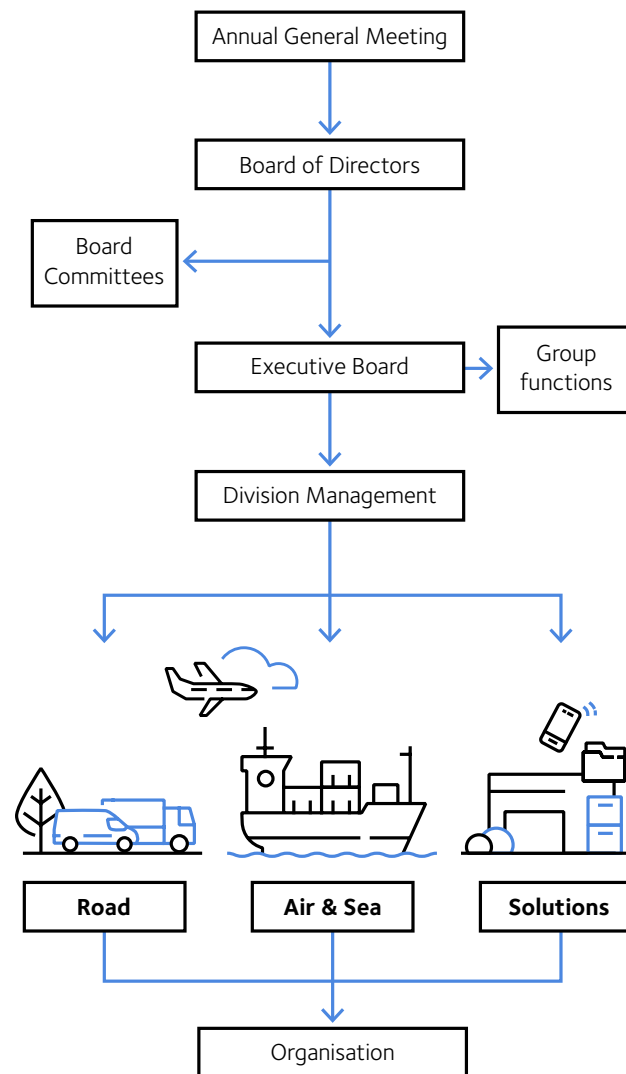 Annual General Meeting
Board of Directors
Board
Committees
Executive Board
Group
functions
Division Management
Road
Air & Sea
Solutions
Organisation